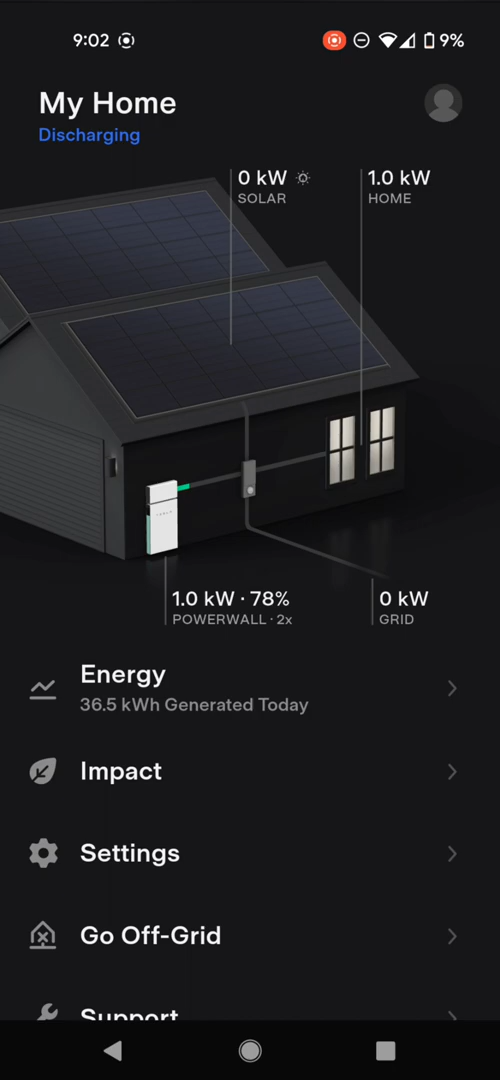 9:02
9%
My Home
Discharging
0 kW
SOLAR
1.0 kW
HOME
1.0 kW · 78%
POWERWALL · 2x
0 kW
GRID
Energy
36.5 kWh Generated Today
Impact
Settings
Go Off-Grid
Support